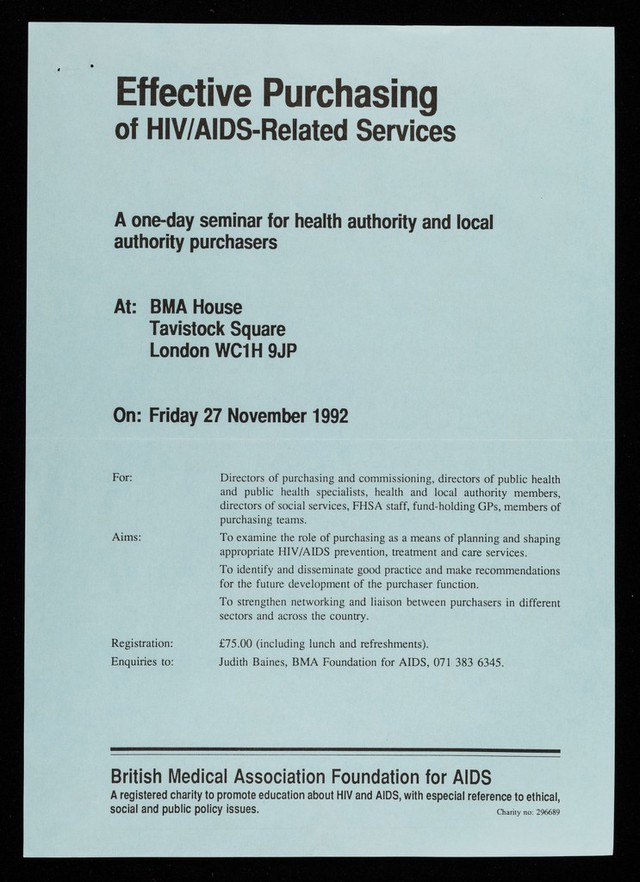 Effective Purchasing
of HIV/AIDS-Related Services
A one-day seminar for health authority and local
authority purchasers
At: BMA House
Tavistock Square
London WC1H 9JP
On: Friday 27 November 1992
For: Directors of purchasing and commissioning, directors of public health
and public health specialists, health and local authority members,
directors of social services, FHSA staff, fund-holding GPs, members of
purchasing teams.
Aims: To examine the role of purchasing as a means of planning and shaping
appropriate HIV/AIDS prevention, treatment and care services.
To identify and disseminate good practice and make recommendations
for the future development of the purchaser function.
To strengthen networking and liaison between purchasers in different
sectors and across the country.
Registration: £75.00 (including lunch and refreshments).
Enquiries to: Judith Baines, BMA Foundation for AIDS, 071 383 6345.
British Medical Association Foundation for AIDS
A registered charity to promote education about HIV and AIDS, with especial reference to ethical,
social and public policy issues. Charity no: 296689